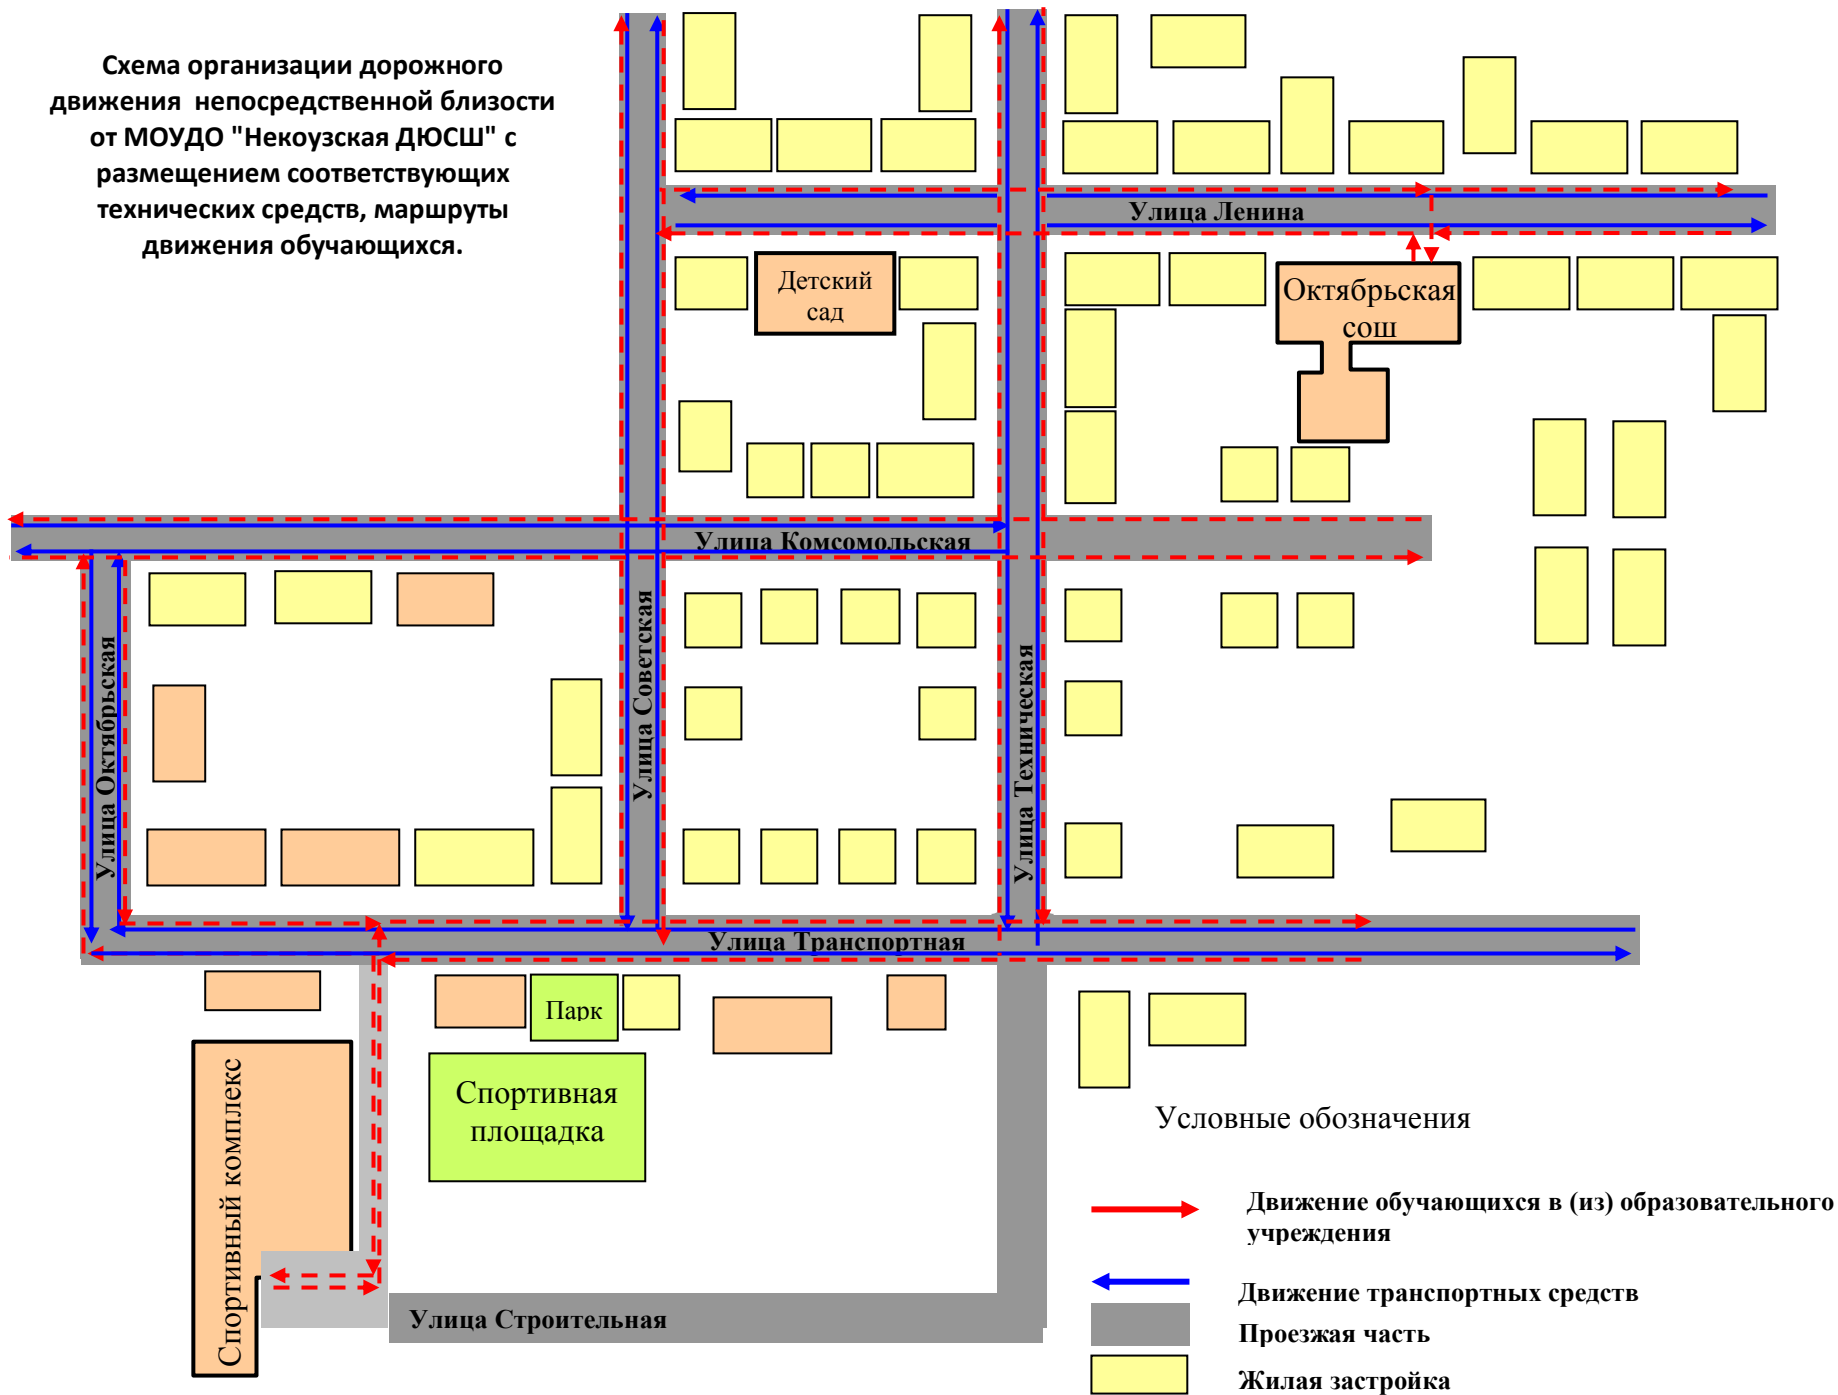 Схема организации дорожного
движения непосредственной близости
от МОУДО "Некоузская ДЮСШ" с
размещением соответствующих
технических средств, маршруты
движения обучающихся.
Улица Ленина
Детский
сад
Октябрьская
сош
Улица Комсомольская
Улица Октябрьская
Улица Советская
Улица Техническая
Улица Транспортная
Парк
Спортивная
площадка
Спортивный комплекс
Улица Строительная
Условные обозначения
Движение обучающихся в (из) образовательного
учреждения
Движение транспортных средств
Проезжая часть
Жилая застройка